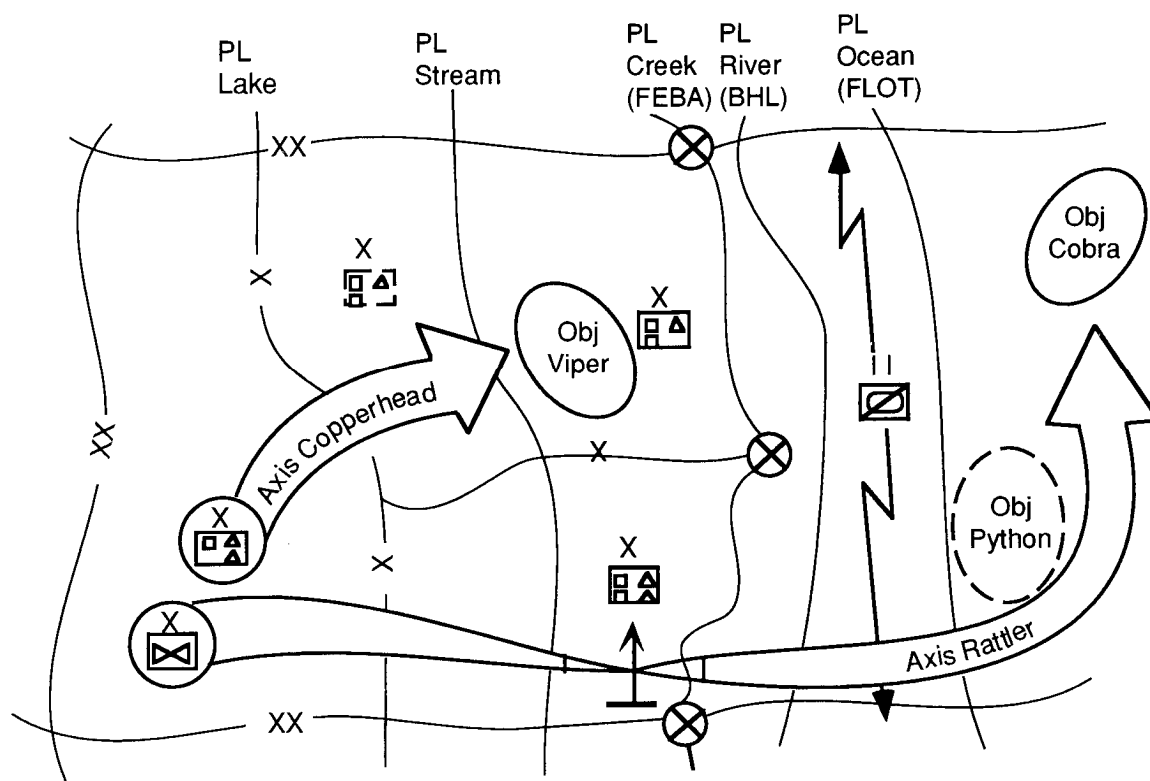 PL
Lake
PL
Stream
PL
Creek
(FEBA)
PL
River
(BHL)
PL
Ocean
(FLOT)
XX
X
X
X
Obj
Viper
Obj
Cobra
XX
Axis Copperhead
X
X
Obj
Python
X
X
X
Axis Rattler
XX